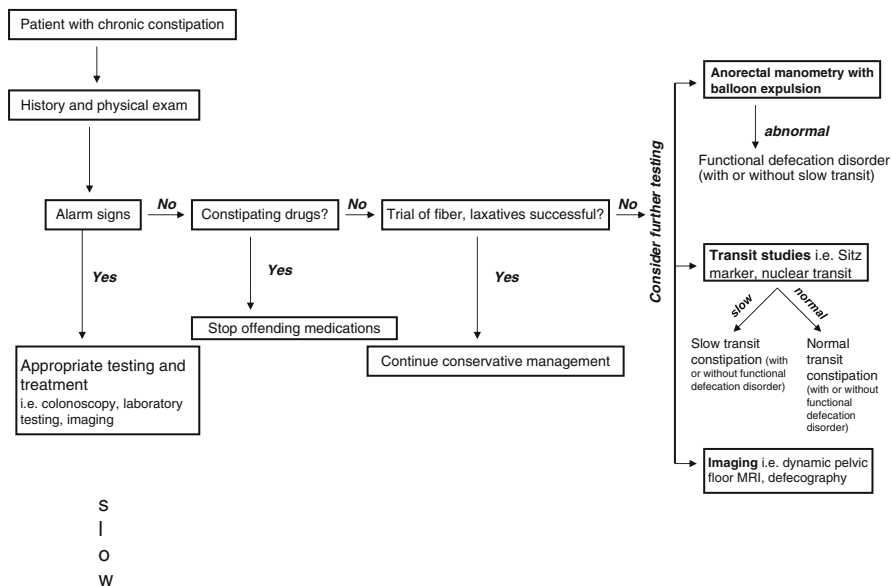 Patient with chronic constipation
History and physical exam
Alarm signs
No
Constipating drugs?
No
Trial of fiber, laxatives successful?
No
Yes
Appropriate testing and
treatment
i.e. colonoscopy, laboratory
testing, imaging
Yes
Stop offending medications
Yes
Continue conservative management
Consider further testing
Anorectal manometry with
balloon expulsion
abnormal
Functional defecation disorder
(with or without slow transit)
Transit studies i.e. Sitz
marker, nuclear transit
slow
normal
Slow transit
constipation (with
or without functional
defecation disorder)
Normal
transit
constipation
(with or without
functional
defecation
disorder)
Imaging i.e. dynamic pelvic
floor MRI, defecography
s
l
o
w